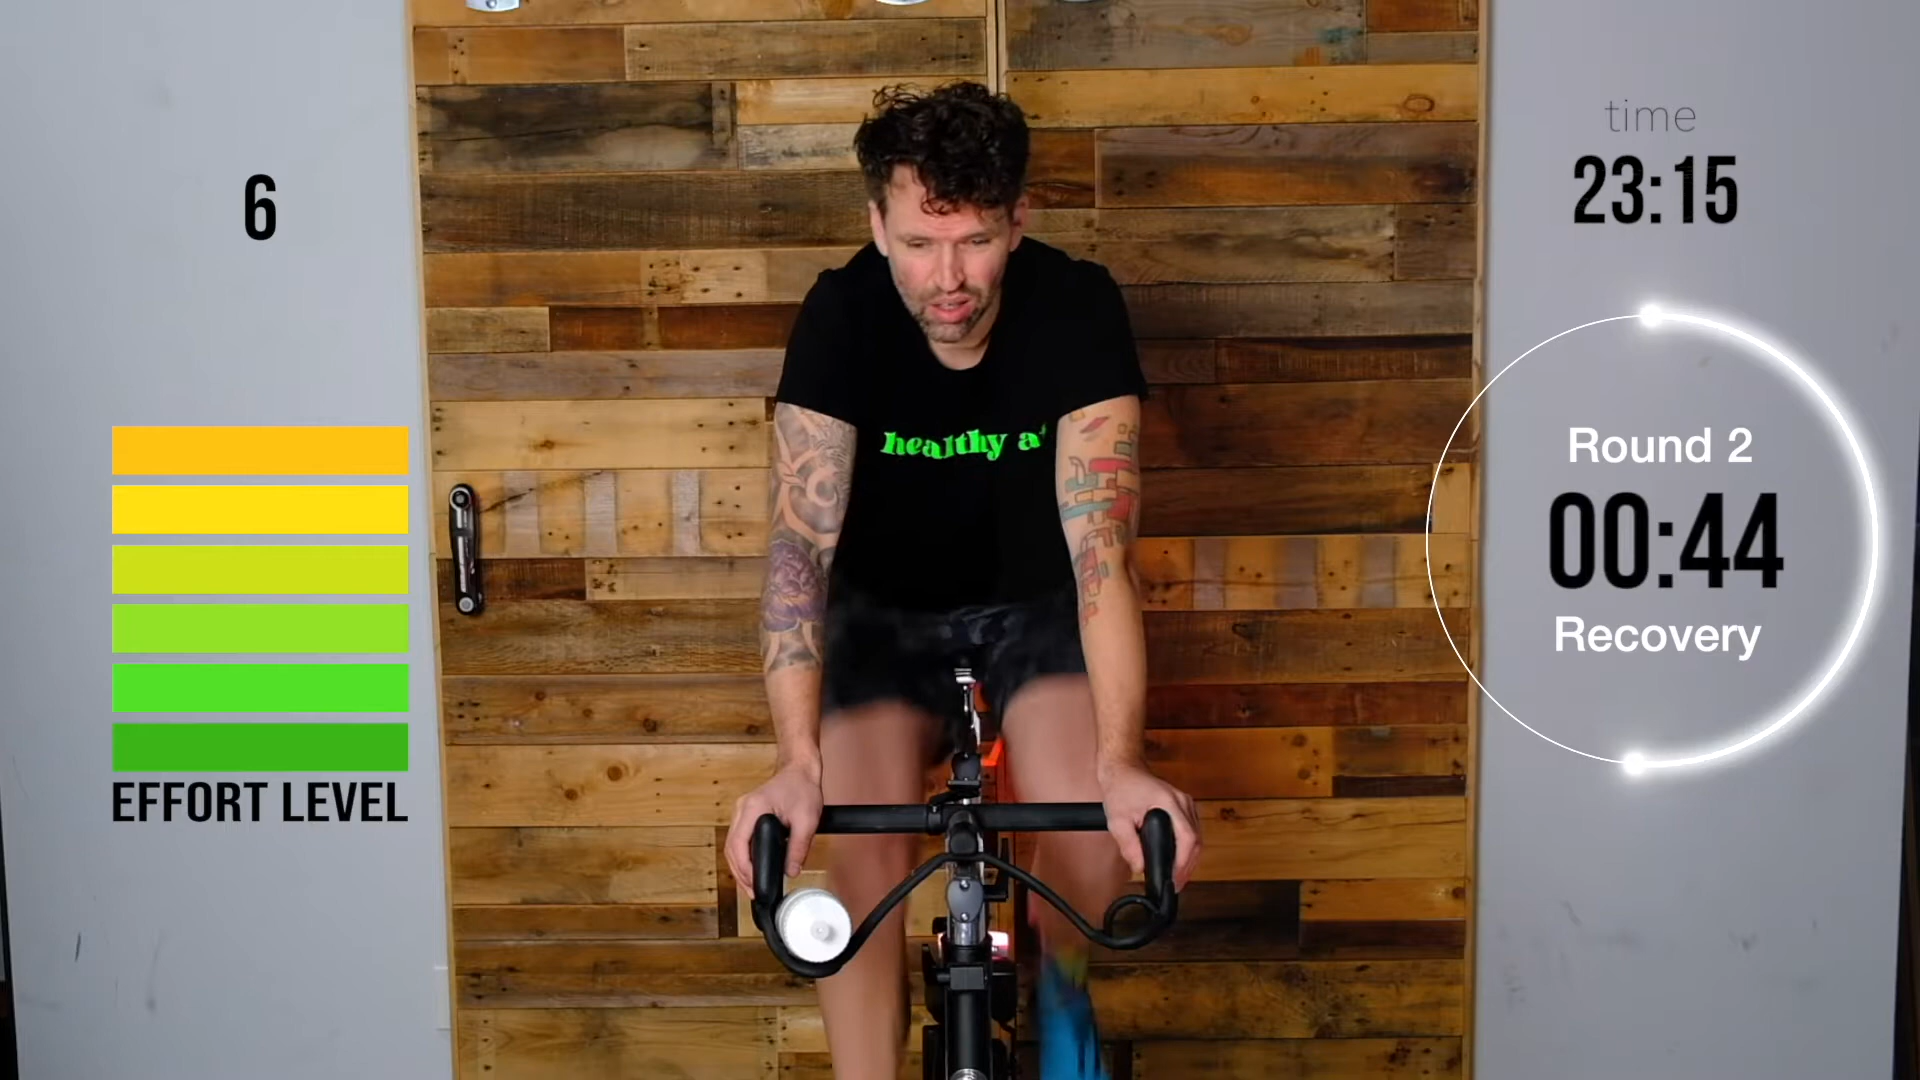 6
EFFORT LEVEL
healthy a
time
23:15
Round 2
00:44
Recovery